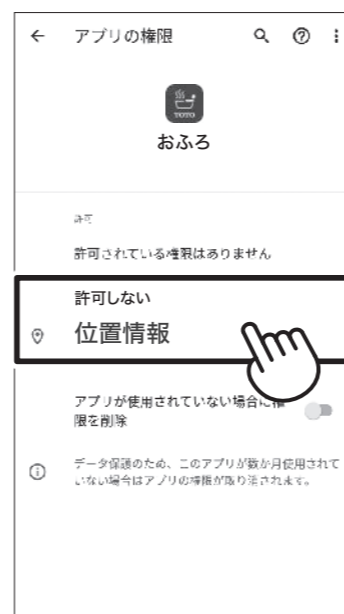 アプリの権限
TOTO
おふろ
許可
許可されている権限はありません
許可しない
位置情報
アプリが使用されていない場合に権
限を削除
データ保護のため、このアプリが数か月使用されて
いない場合はアプリの権限が取り消されます。